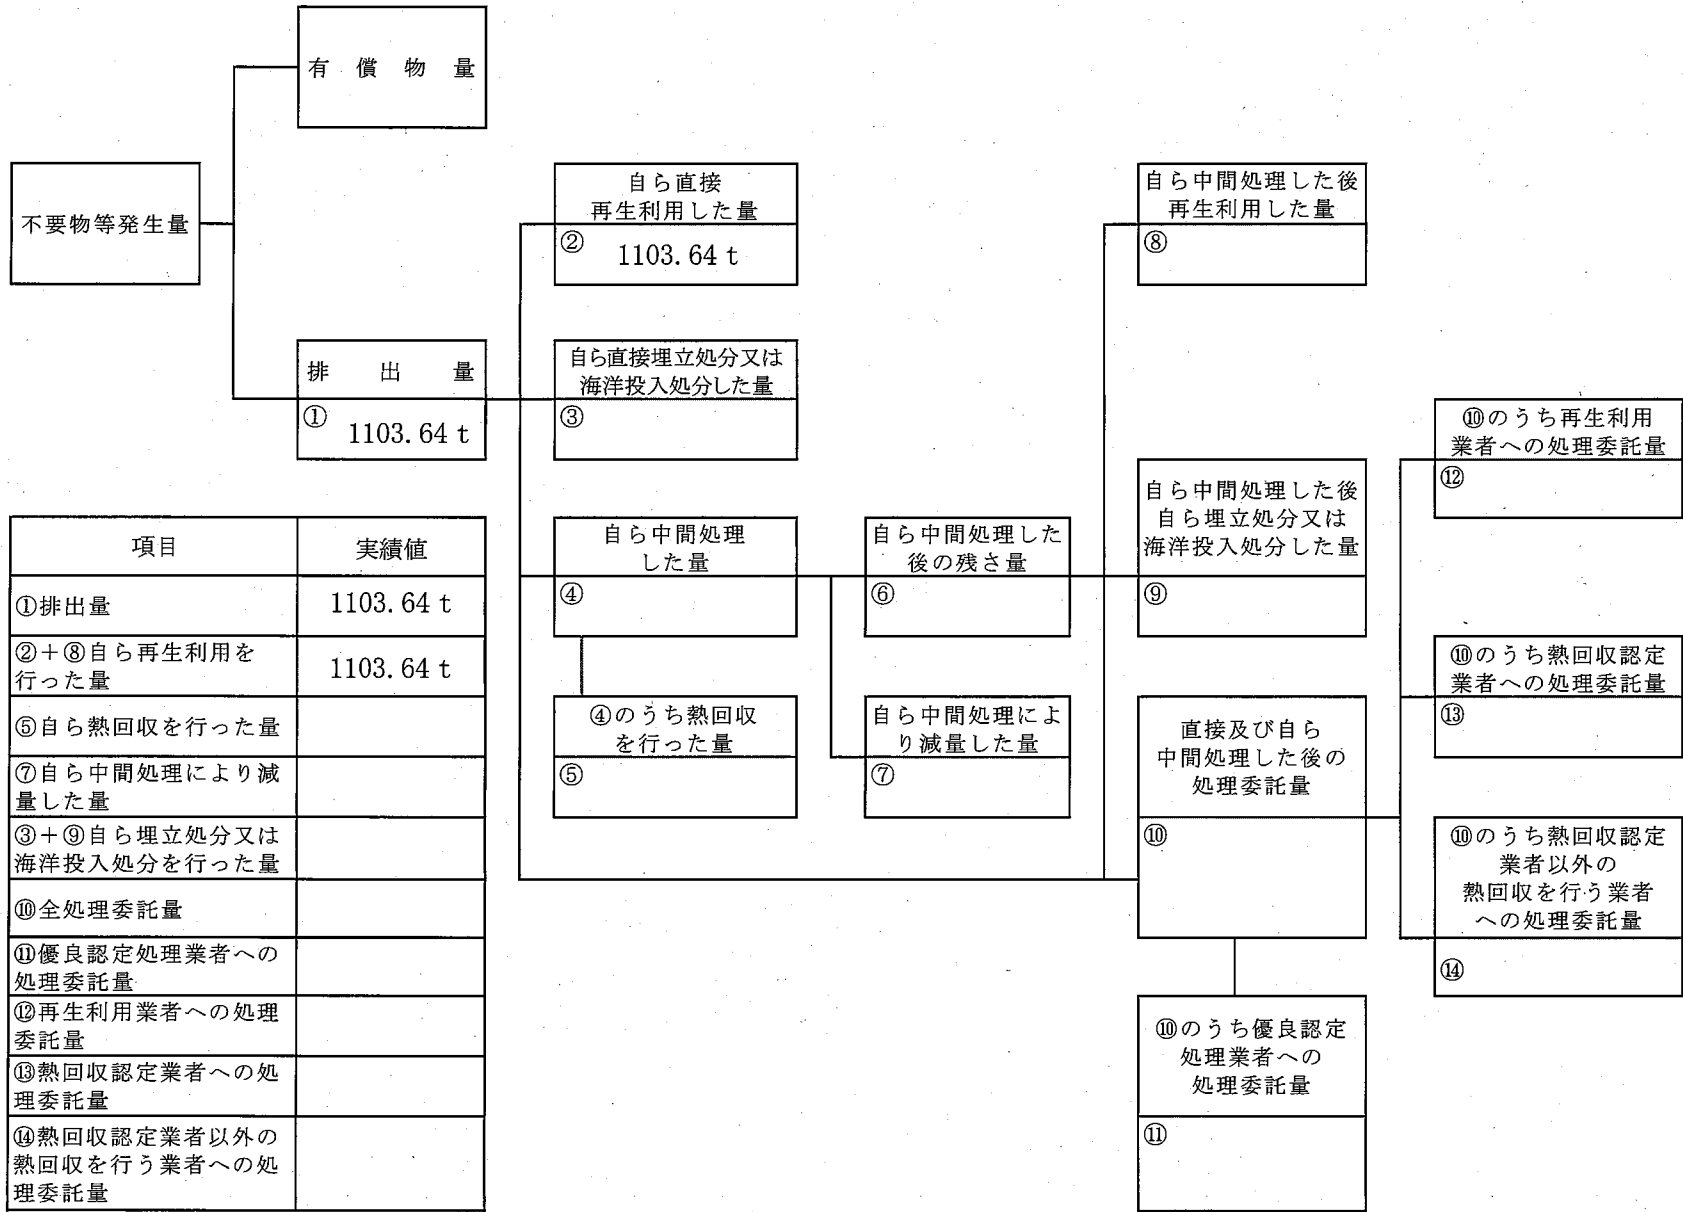 有償物量
不要物等発生量
排出量
①
1103.64 t
自ら直接
再生利用した量
②
1103.64 t
自ら直接埋立処分又は
海洋投入処分した量
③
自ら中間処理
した量
④
④のうち熱回収
を行った量
⑤
自ら中間処理した
後の残さ量
⑥
自ら中間処理によ
り減量した量
⑦
自ら中間処理した後
再生利用した量
⑧
自ら中間処理した後
自ら埋立処分又は
海洋投入処分した量
⑨
直接及び自ら
中間処理した後の
処理委託量
⑩
⑩のうち優良認定
処理業者への
処理委託量
⑪
⑩のうち再生利用
業者への処理委託量
⑫
⑩のうち熱回収認定
業者への処理委託量
⑬
⑩のうち熱回収認定
業者以外の
熱回収を行う業者
への処理委託量
⑭
項目 実績値
①排出量 1103.64 t
②+⑧自ら再生利用を
行った量 1103.64 t
⑤自ら熱回収を行った量
⑦自ら中間処理により減
量した量
③+⑨自ら埋立処分又は
海洋投入処分を行った量
⑩全処理委託量
⑪優良認定処理業者への
処理委託量
⑫再生利用業者への処理
委託量
⑬熱回収認定業者への処
理委託量
⑭熱回収認定業者以外の
熱回収を行う業者への処
理委託量